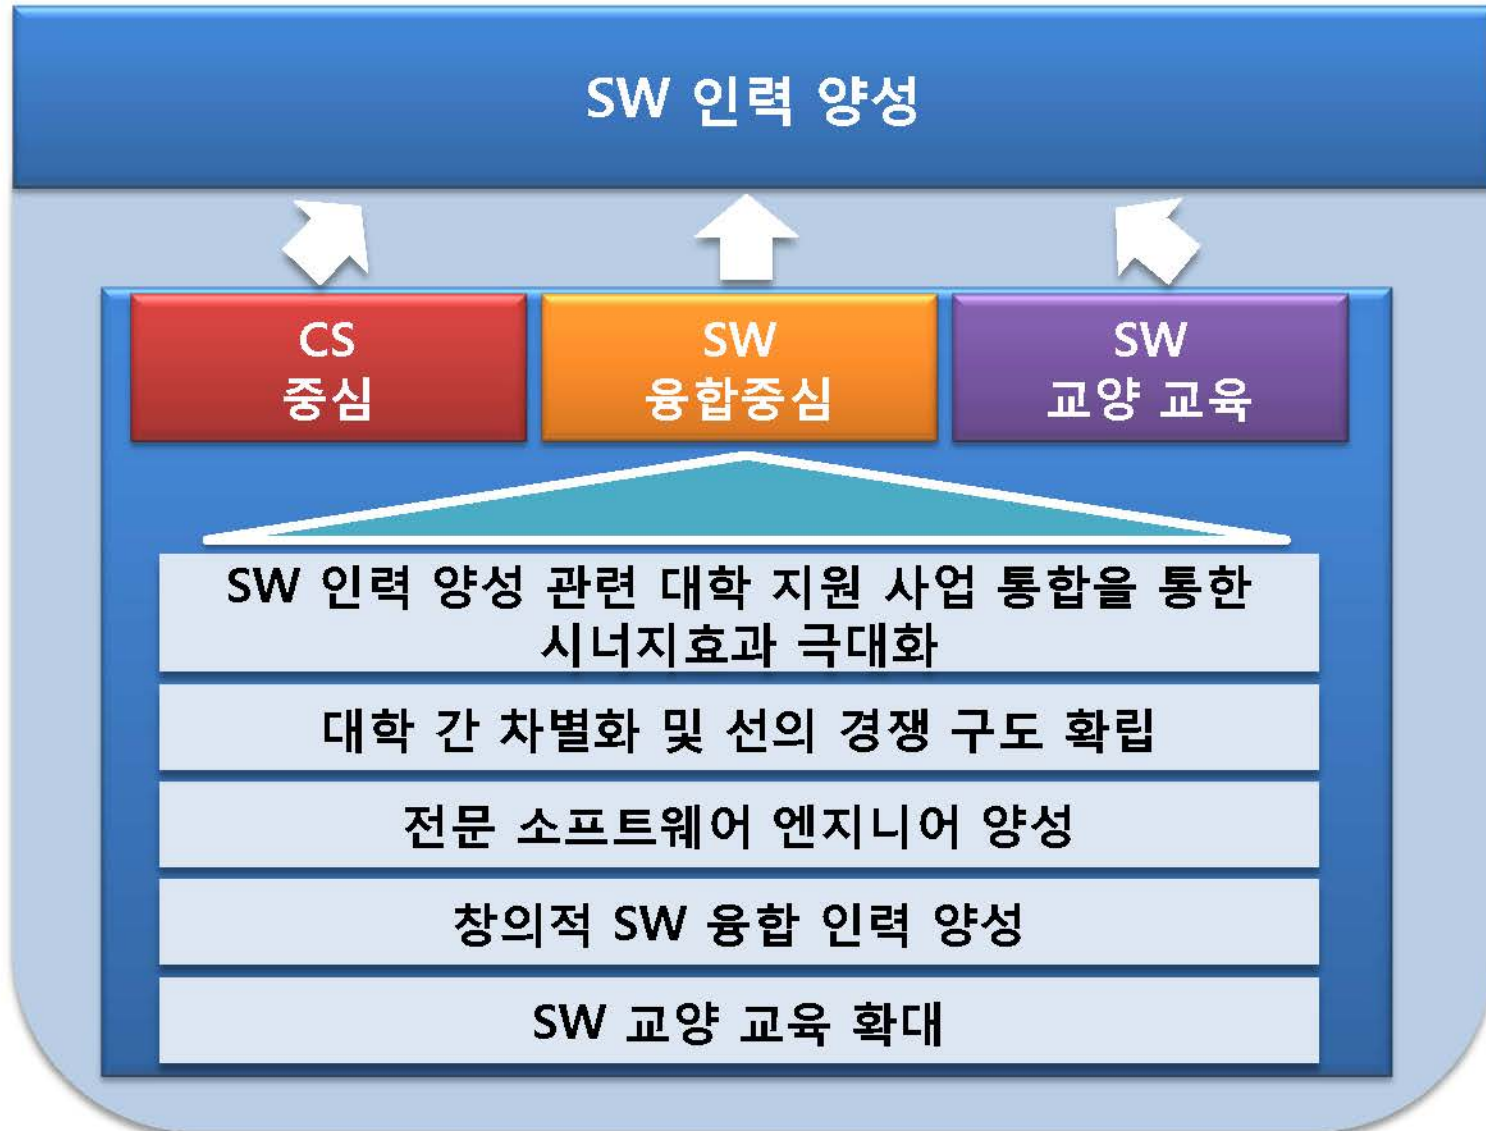 SW 인력 양성
CS
중심
SW
융합중심
SW
교양 교육
SW 인력 양성 관련 대학 지원 사업 통합을 통한
시너지효과 극대화
대학 간 차별화 및 선의 경쟁 구도 확립
전문 소프트웨어 엔지니어 양성
창의적 SW 융합 인력 양성
SW 교양 교육 확대